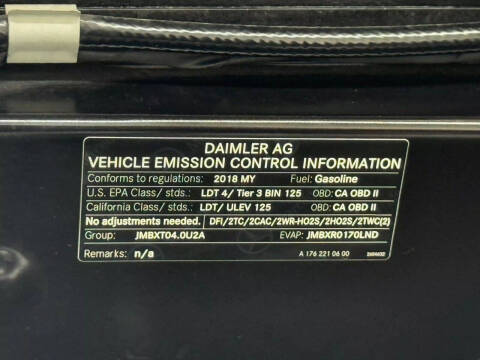 DAIMLER AG
VEHICLE EMISSION CONTROL INFORMATION
Conforms to regulations: 2018 MY Fuel: Gasoline
U.S. EPA Class/ stds.: LDT 4/ Tier 3 BIN 125 OBD: CA OBD II
California Class/ stds.: LDT/ ULEV 125 OBD: CA OBD II
No adjustments needed. DFI/2TC/2CAC/2WR-HO2S/2HO2S/2TWC(2)
Group: JMBXT04.0U2A EVAP: JMBXR0170LND
Remarks: n/a A 176 221 06 00